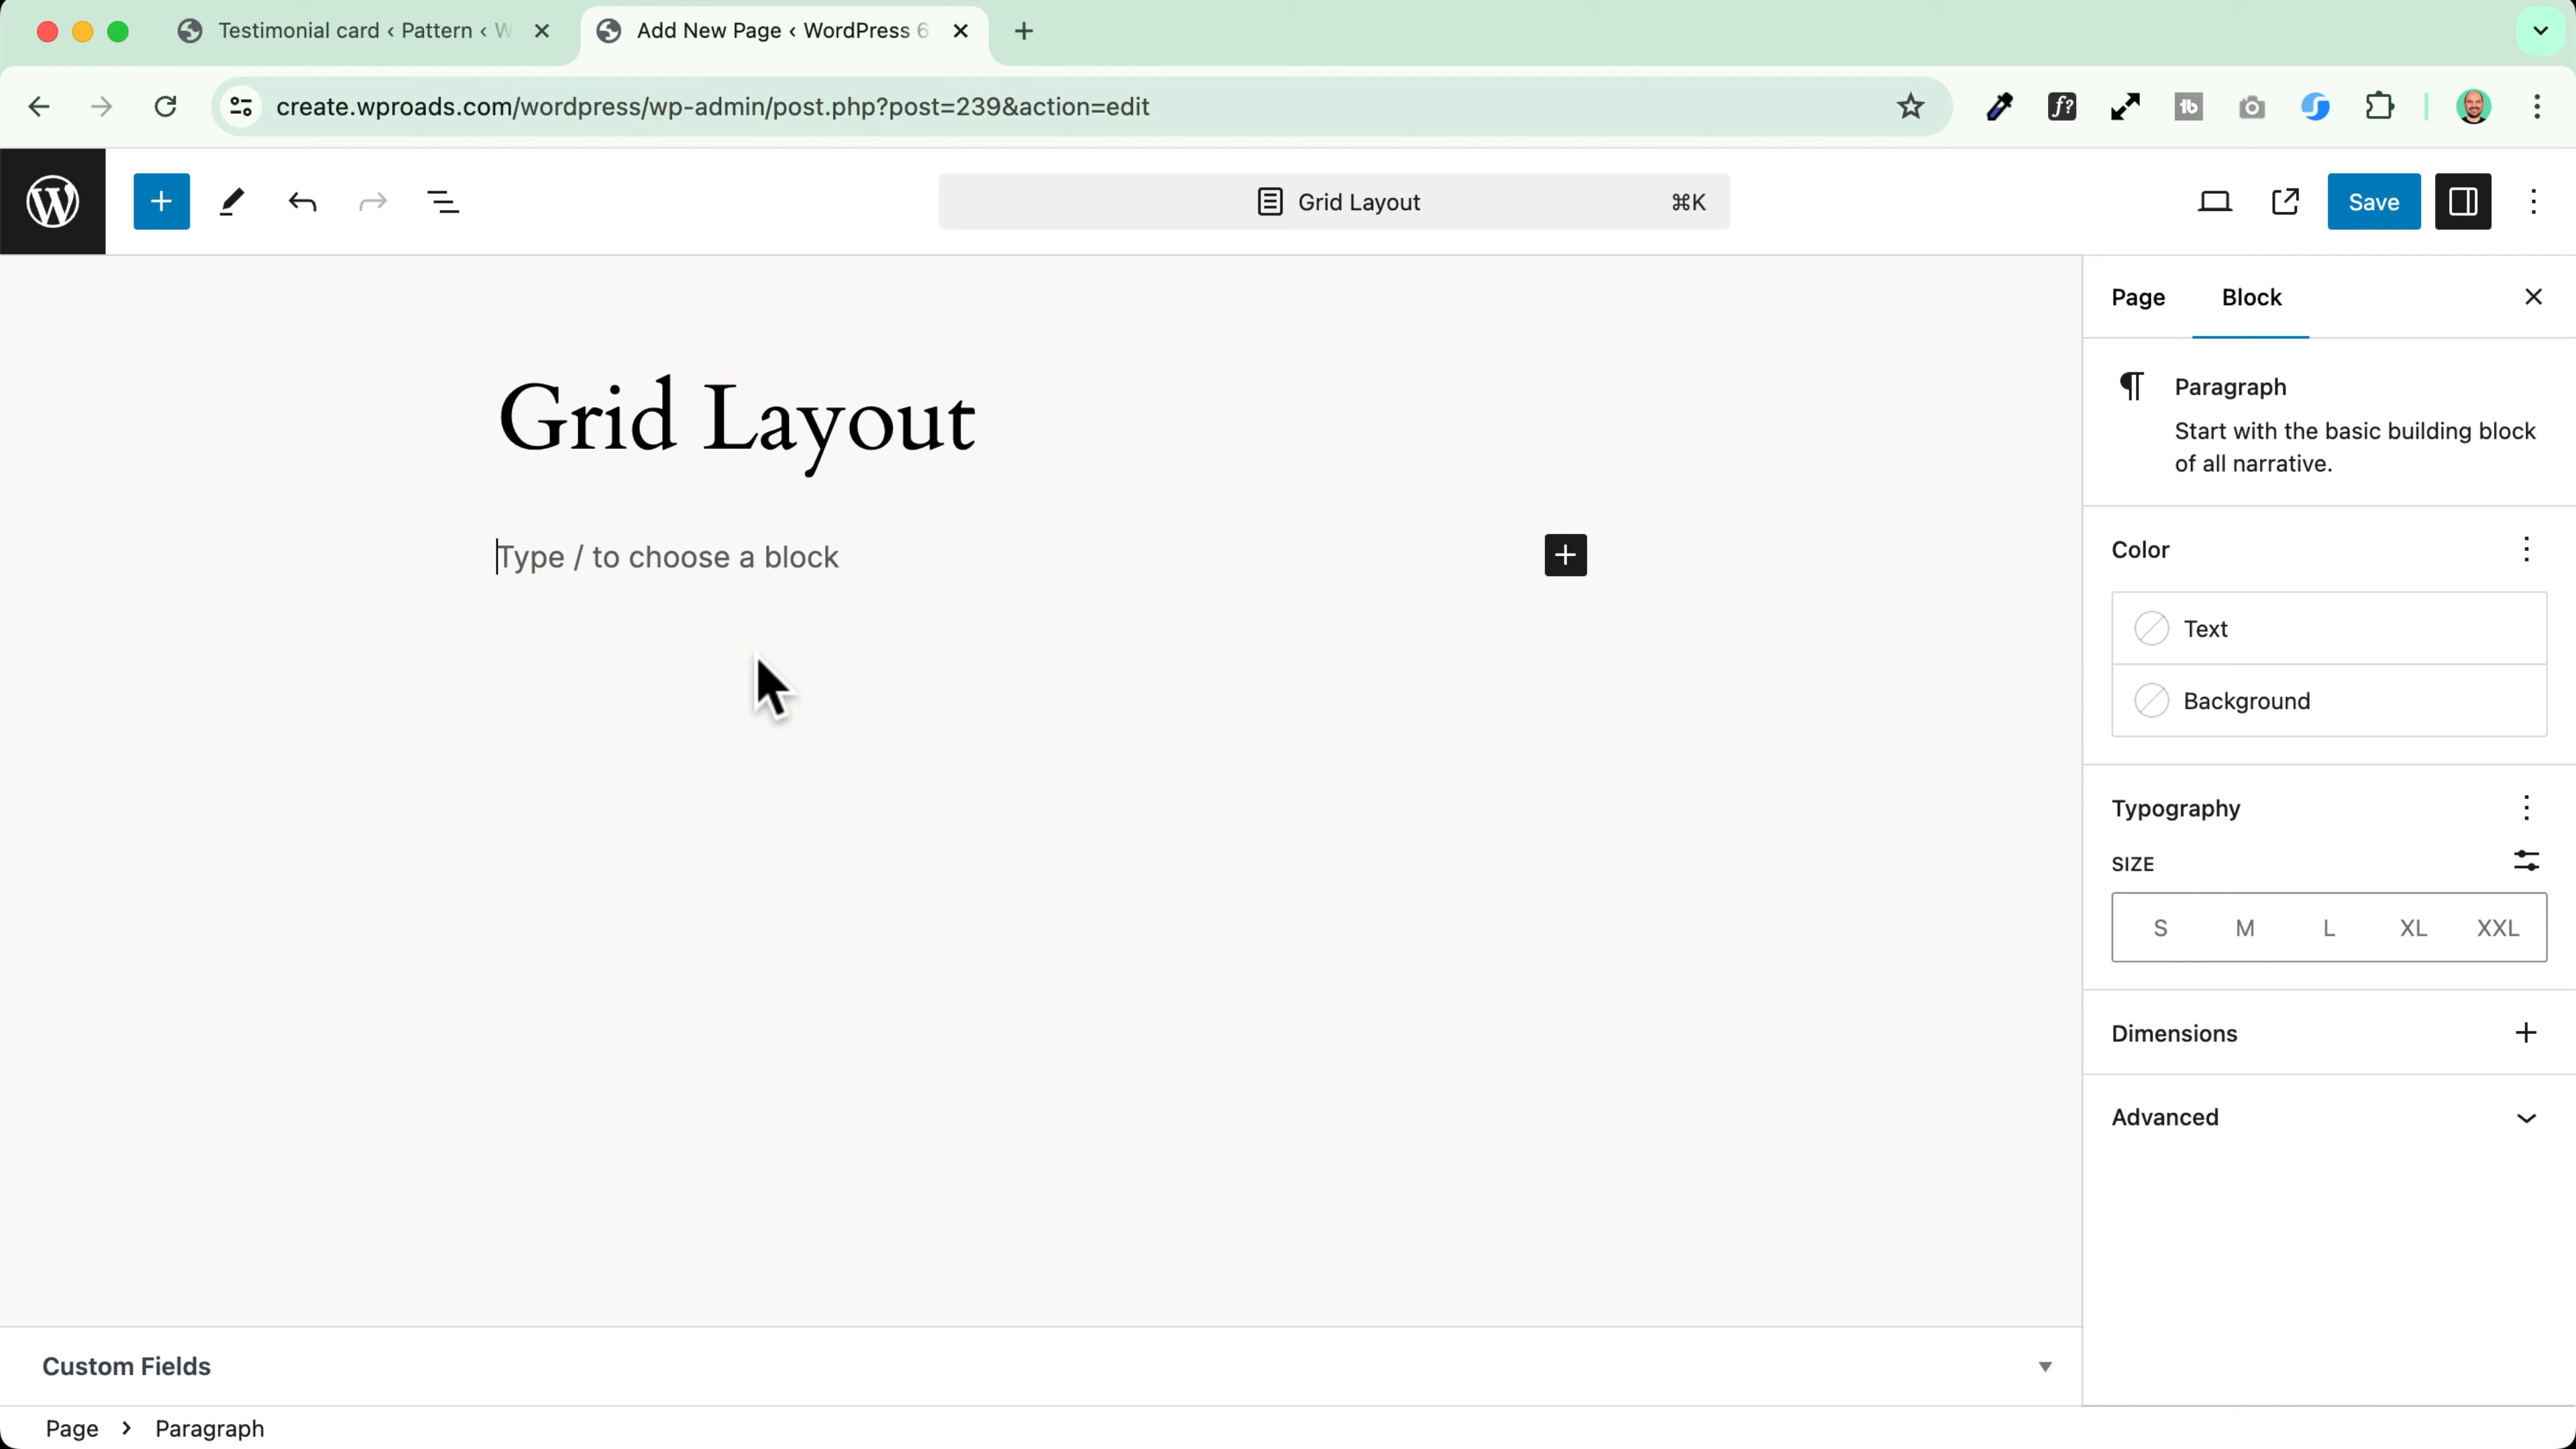 Testimonial card ‹ Pattern ‹ W
Add New Page ‹ WordPress 6
create.wproads.com/wordpress/wp-admin/post.php?post=239&action=edit
Grid Layout
⌘K
Save
Page
Block
Grid Layout
Paragraph
Start with the basic building block
of all narrative.
Type / to choose a block
Color
Text
Background
Typography
SIZE
S M L XL XXL
Dimensions
Advanced
Custom Fields
Page › Paragraph